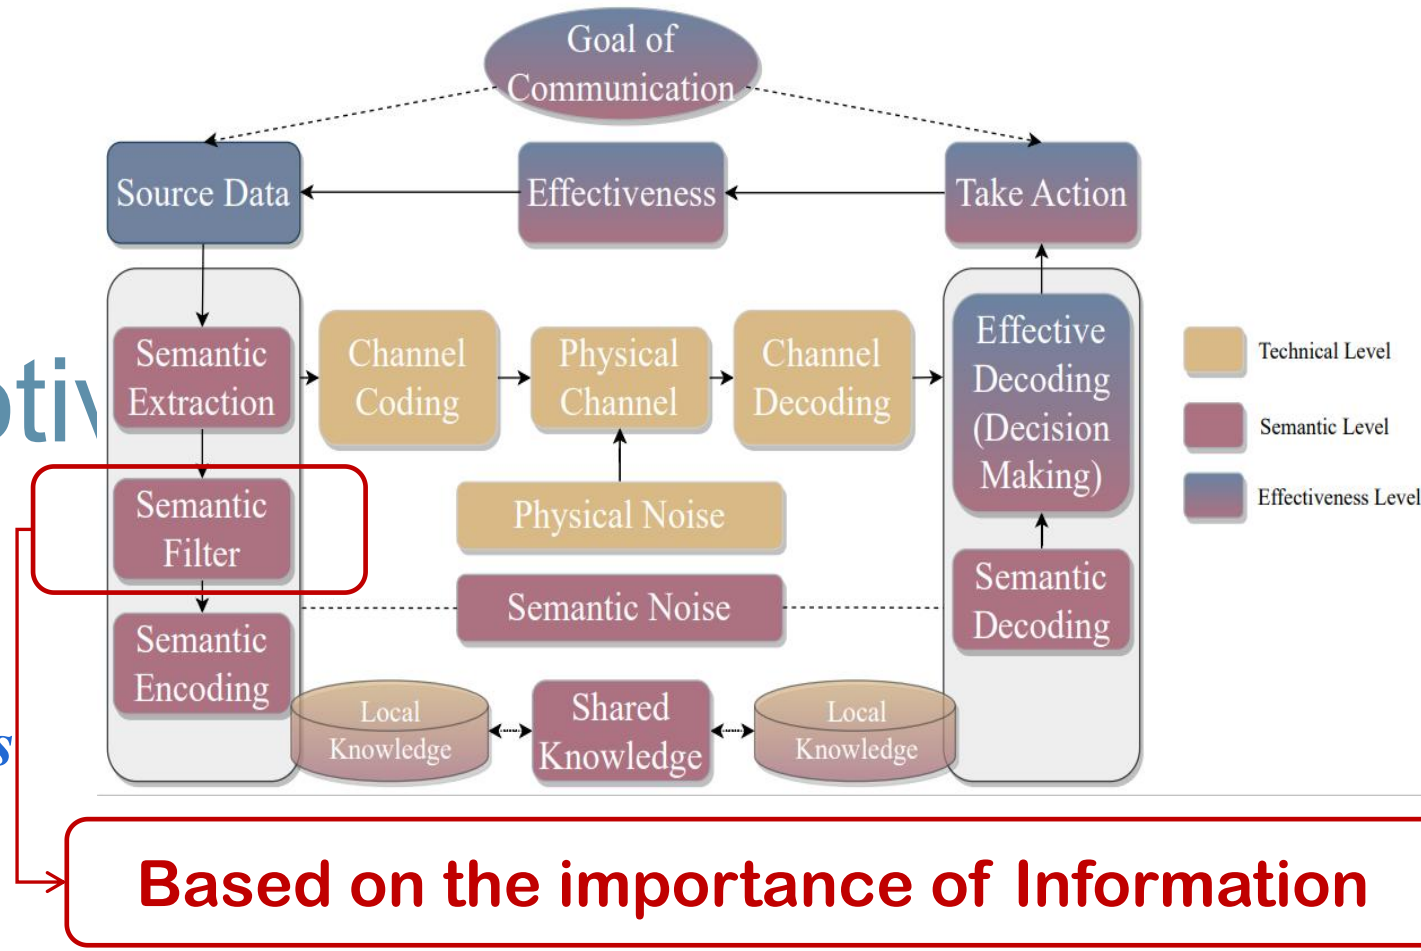 Goal of
Communication
Source Data
Effectiveness
Take Action
Semantic
Extraction
Channel
Coding
Physical
Channel
Channel
Decoding
Effective
Decoding
(Decision
Making)
Technical Level
Semantic Level
Effectiveness Level
Semantic
Filter
Physical Noise
Semantic Noise
Semantic
Decoding
Semantic
Encoding
Local
Knowledge
Shared
Knowledge
Local
Knowledge
Based on the importance of Information